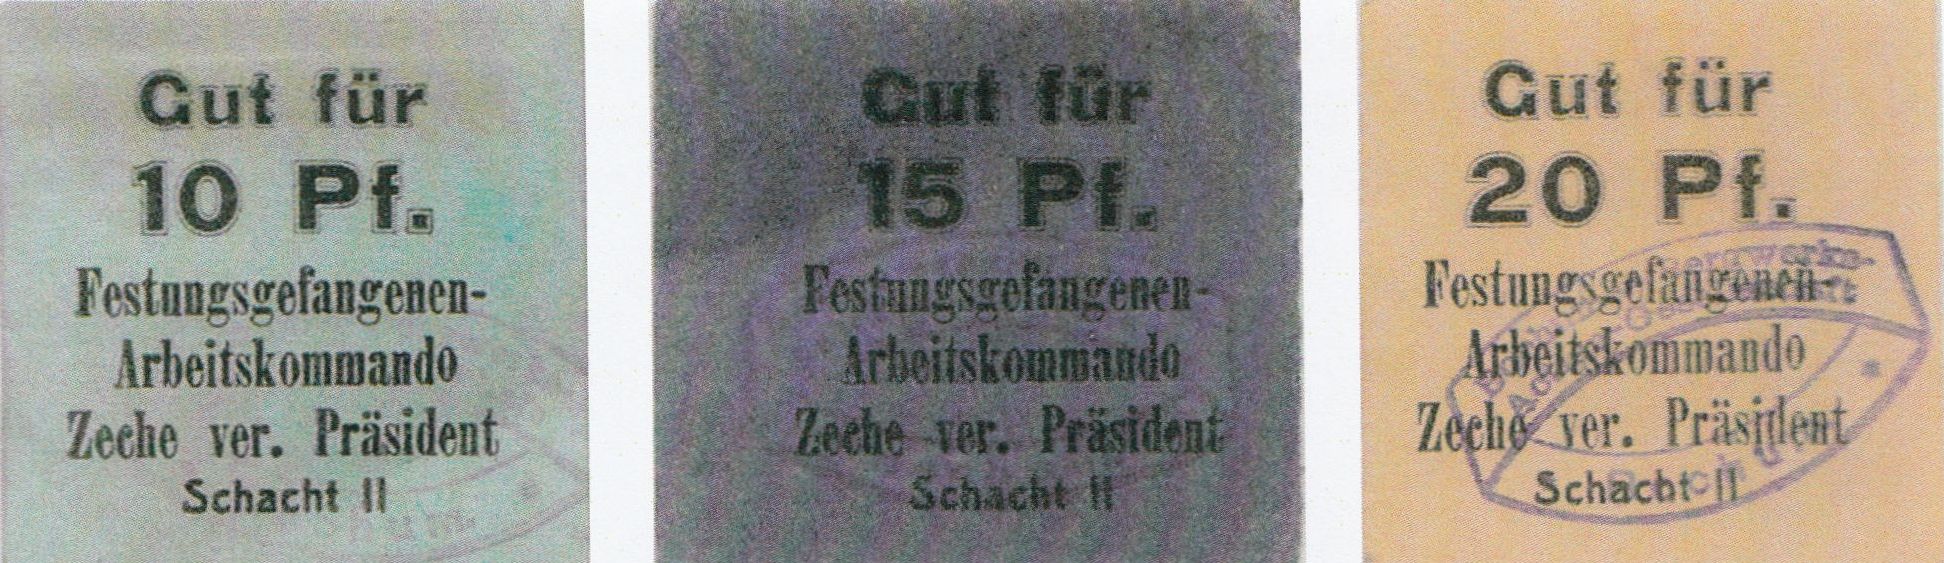 Gut für
10 Pf.
Festungsgefangenen-
Arbeitskommando
Zeche ver. Präsident
Schacht II
Gut für
15 Pf.
Festungsgefangenen-
Arbeitskommando
Zeche ver. Präsident
Schacht II
Gut für
20 Pf.
Festungsgefangenen-
Arbeitskommando
Zeche ver. Präsident
Schacht II